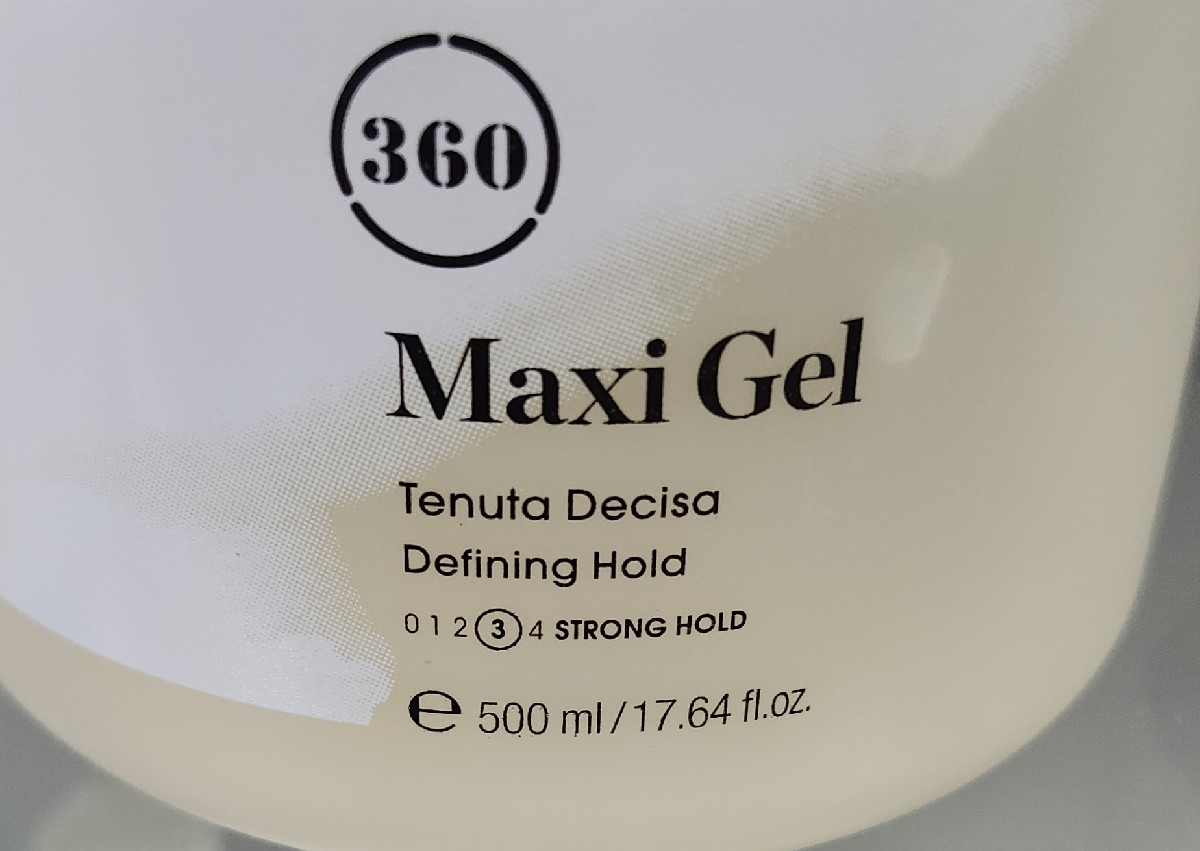 360
Maxi Gel
Tenuta Decisa
Defining Hold
0 1 2 3 4 STRONG HOLD
℮ 500 ml / 17.64 fl.oz.